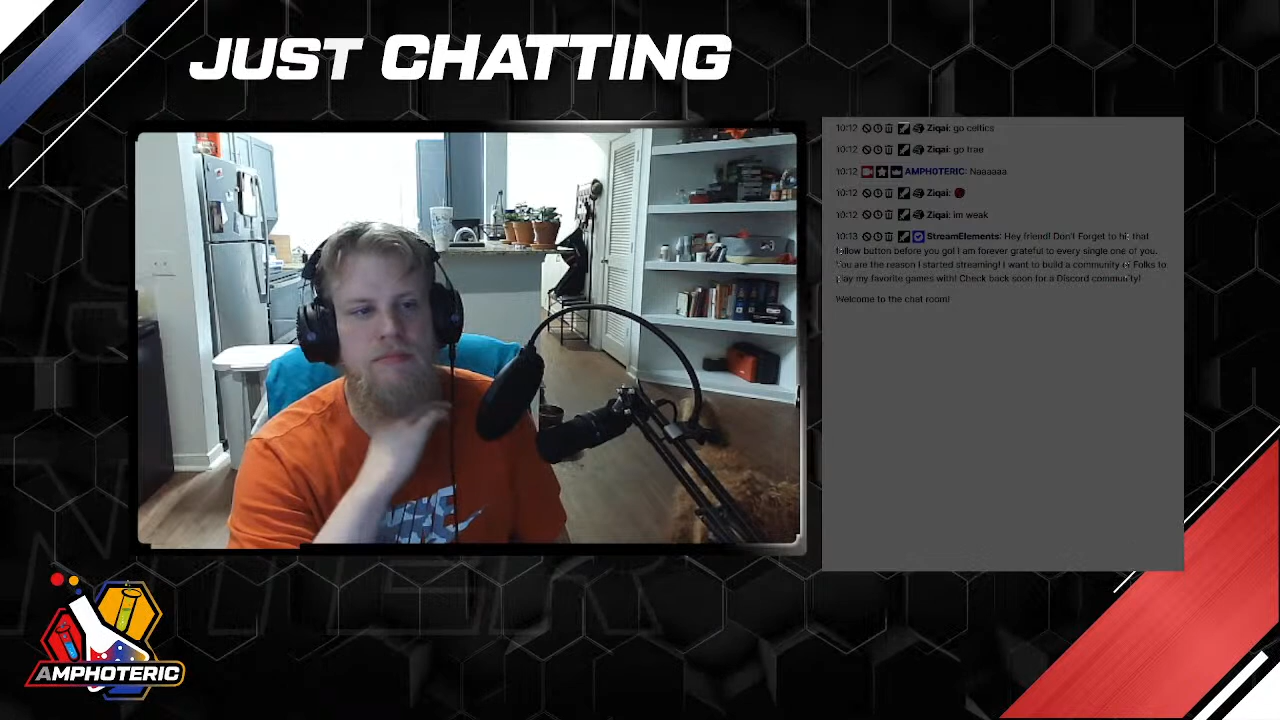 JUST CHATTING
10:12 Ziqai: go celtics
10:12 Ziqai: go trae
10:12 AMPHOTERIC: Naaaaaa
10:12 Ziqai:
10:12 Ziqai: im weak
10:13 StreamElements: Hey friend! Don't Forget to hit that
follow button before you go! I am forever grateful to every single one of you.
You are the reason I started streaming! I want to build a community of Folks to
play my favorite games with! Check back soon for a Discord community!
Welcome to the chat room!
NIKE
AMPHOTERIC